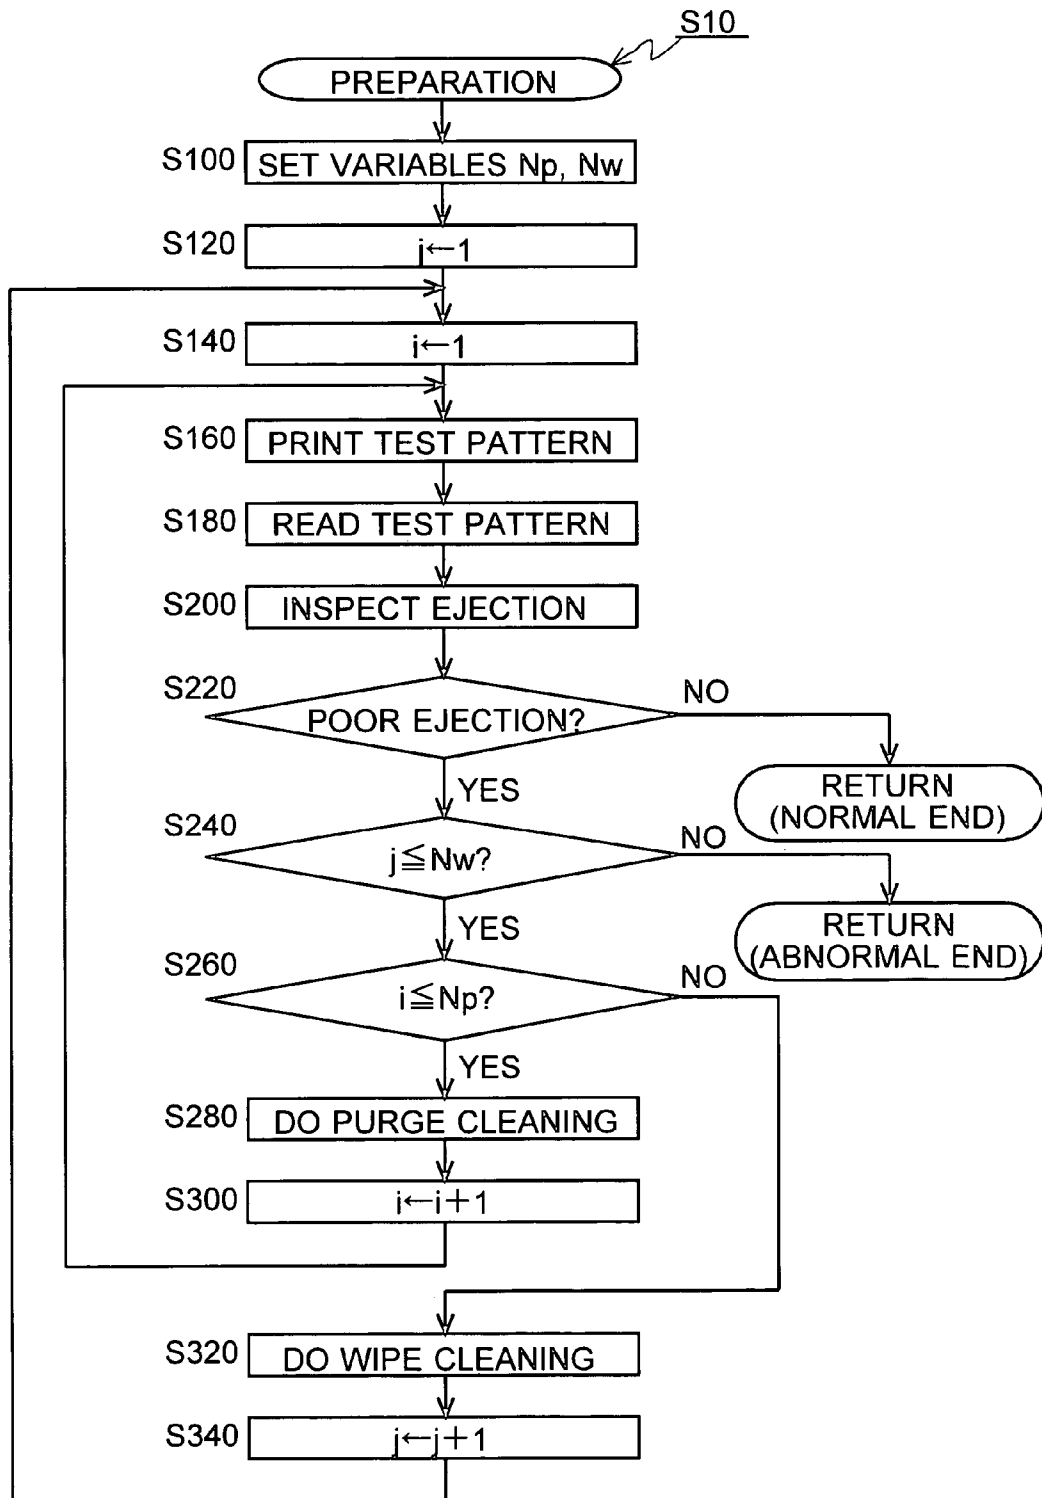 S10
PREPARATION
S100
SET VARIABLES Np, Nw
S120
j←1
S140
i←1
S160
PRINT TEST PATTERN
S180
READ TEST PATTERN
S200
INSPECT EJECTION
S220
POOR EJECTION?
NO
YES
RETURN
(NORMAL END)
S240
j≦Nw?
NO
YES
RETURN
(ABNORMAL END)
S260
i≦Np?
NO
YES
S280
DO PURGE CLEANING
S300
i←i+1
S320
DO WIPE CLEANING
S340
j←j+1